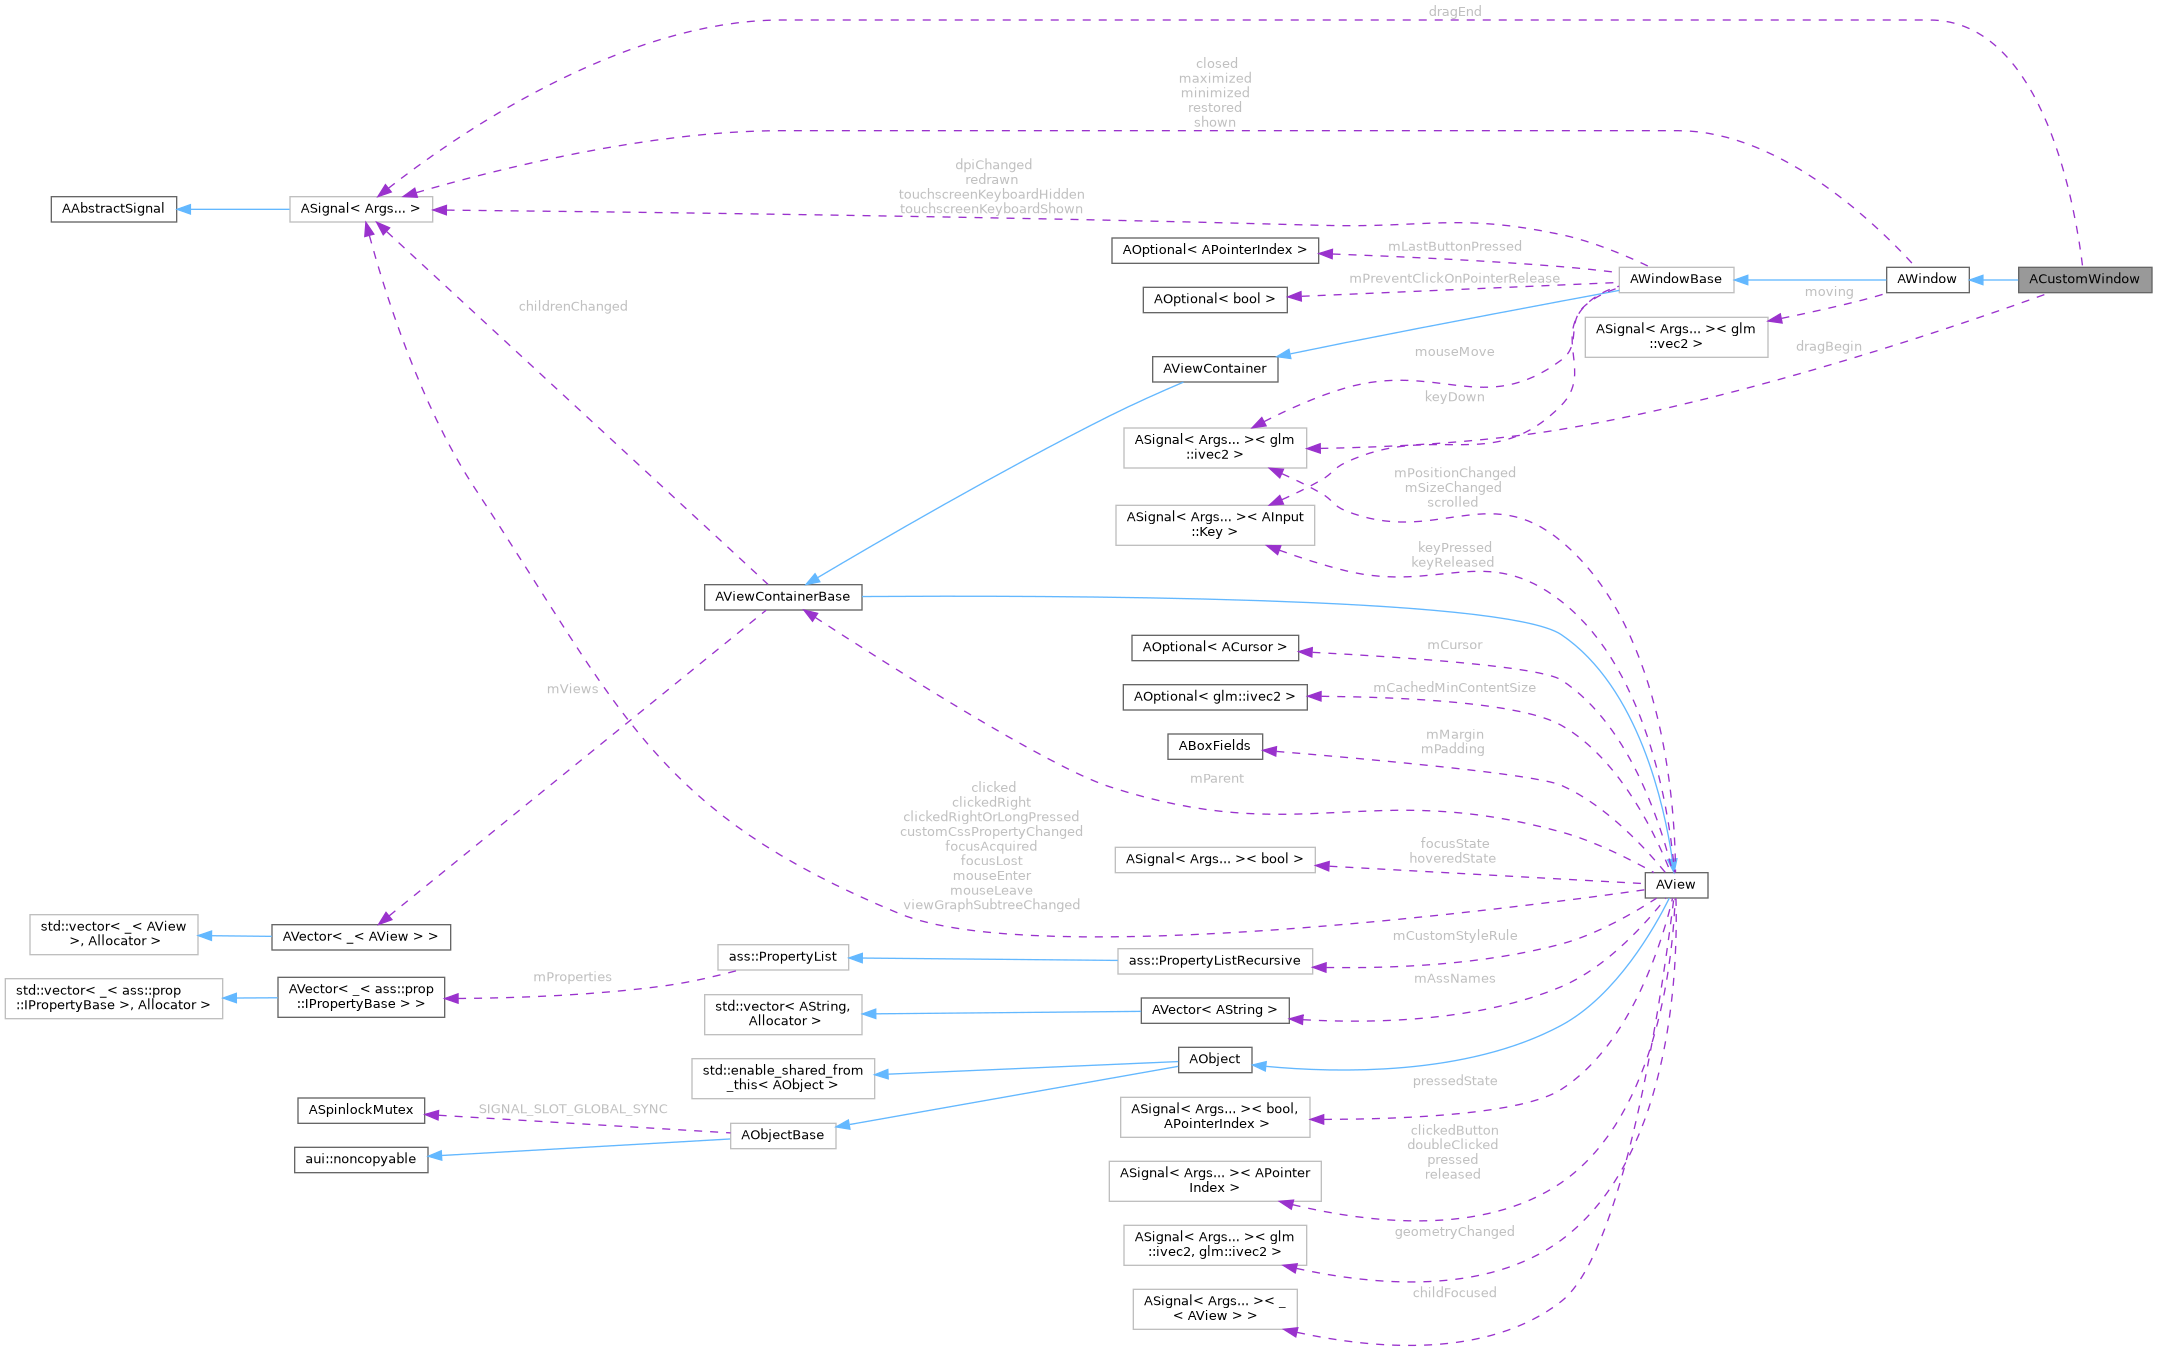 dragEnd
closed
maximized
minimized
restored
shown
dpiChanged
redrawn
touchscreenKeyboardHidden
touchscreenKeyboardShown
AAbstractSignal
ASignal< Args... >
AOptional< APointerIndex >
mLastButtonPressed
mPreventClickOnPointerRelease
AOptional< bool >
AWindowBase
AWindow
ACustomWindow
moving
ASignal< Args... >< glm
::vec2 >
childrenChanged
dragBegin
mouseMove
AViewContainer
keyDown
ASignal< Args... >< glm
::ivec2 >
mPositionChanged
mSizeChanged
scrolled
ASignal< Args... >< AInput
::Key >
keyPressed
keyReleased
AViewContainerBase
AOptional< ACursor >
mCursor
mViews
AOptional< glm::ivec2 >
mCachedMinContentSize
ABoxFields
mMargin
mPadding
mParent
clicked
clickedRight
clickedRightOrLongPressed
customCssPropertyChanged
focusAcquired
focusLost
mouseEnter
mouseLeave
viewGraphSubtreeChanged
ASignal< Args... >< bool >
focusState
hoveredState
AView
std::vector< _< AView
>, Allocator >
AVector< _< AView > >
mCustomStyleRule
ass::PropertyList
ass::PropertyListRecursive
mProperties
mAssNames
std::vector< _< ass::prop
::IPropertyBase >, Allocator >
AVector< _< ass::prop
::IPropertyBase > >
std::vector< AString,
Allocator >
AVector< AString >
AObject
std::enable_shared_from
_this< AObject >
pressedState
ASpinlockMutex
SIGNAL_SLOT_GLOBAL_SYNC
AObjectBase
ASignal< Args... >< bool,
APointerIndex >
aui::noncopyable
clickedButton
doubleClicked
pressed
released
ASignal< Args... >< APointer
Index >
geometryChanged
ASignal< Args... >< glm
::ivec2, glm::ivec2 >
childFocused
ASignal< Args... >< _
< AView > >